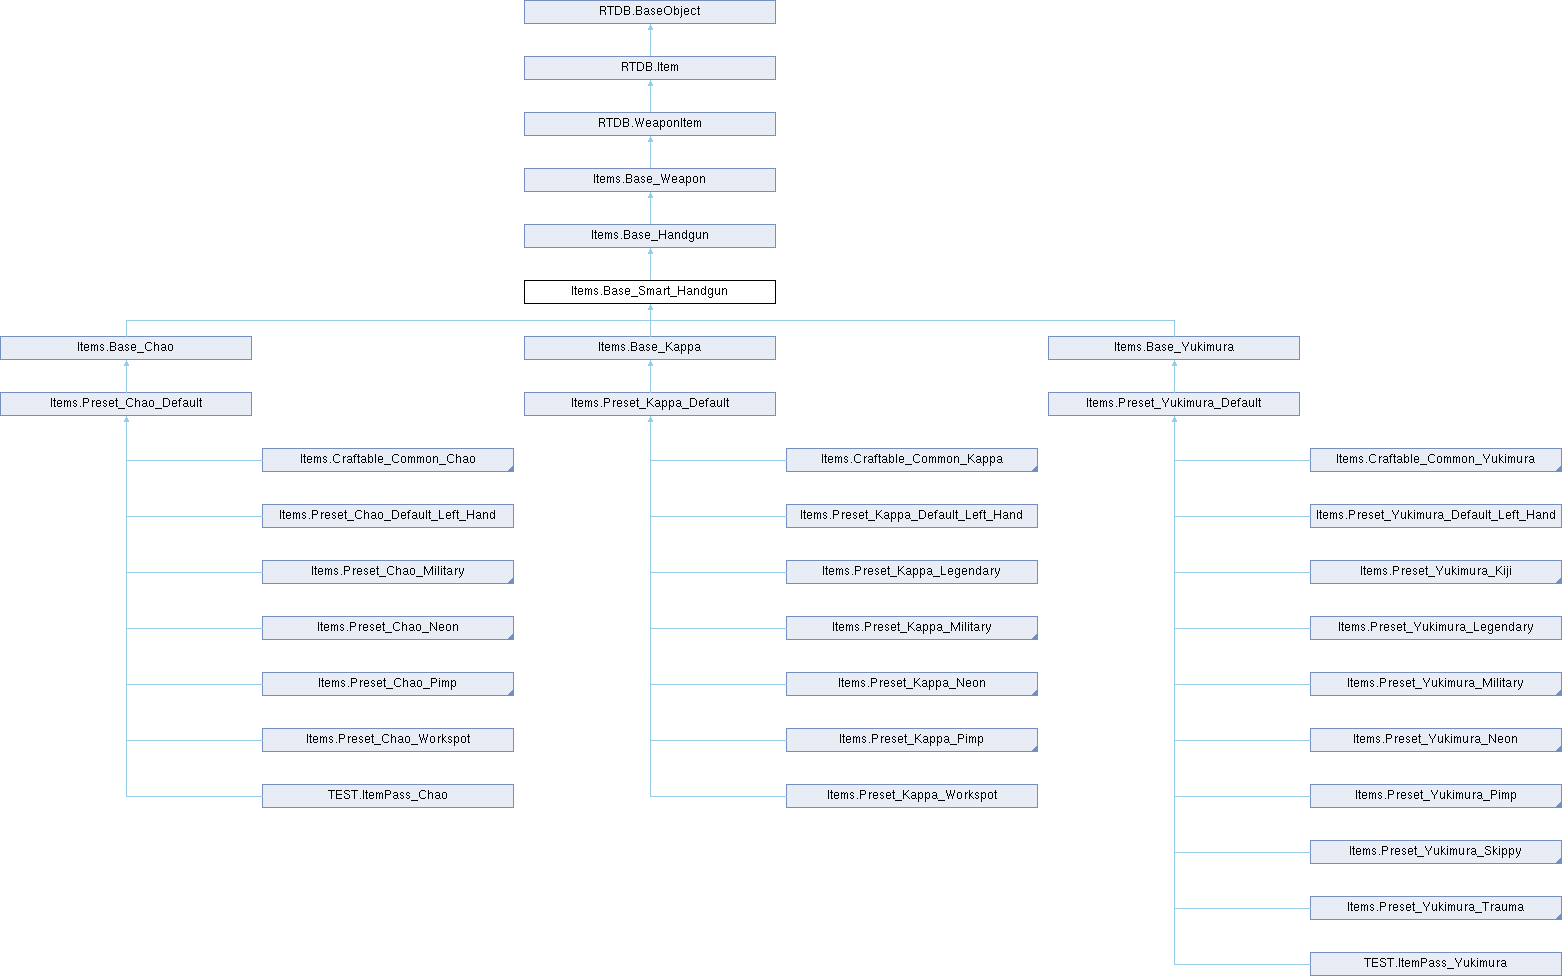 RTDB.BaseObject
RTDB.Item
RTDB.WeaponItem
Items.Base_Weapon
Items.Base_Handgun
Items.Base_Smart_Handgun
Items.Base_Chao
Items.Base_Kappa
Items.Base_Yukimura
Items.Preset_Chao_Default
Items.Preset_Kappa_Default
Items.Preset_Yukimura_Default
Items.Craftable_Common_Chao
Items.Craftable_Common_Kappa
Items.Craftable_Common_Yukimura
Items.Preset_Chao_Default_Left_Hand
Items.Preset_Kappa_Default_Left_Hand
Items.Preset_Yukimura_Default_Left_Hand
Items.Preset_Chao_Military
Items.Preset_Kappa_Legendary
Items.Preset_Yukimura_Kiji
Items.Preset_Chao_Neon
Items.Preset_Kappa_Military
Items.Preset_Yukimura_Legendary
Items.Preset_Chao_Pimp
Items.Preset_Kappa_Neon
Items.Preset_Yukimura_Military
Items.Preset_Chao_Workspot
Items.Preset_Kappa_Pimp
Items.Preset_Yukimura_Neon
TEST.ItemPass_Chao
Items.Preset_Kappa_Workspot
Items.Preset_Yukimura_Pimp
Items.Preset_Yukimura_Skippy
Items.Preset_Yukimura_Trauma
TEST.ItemPass_Yukimura